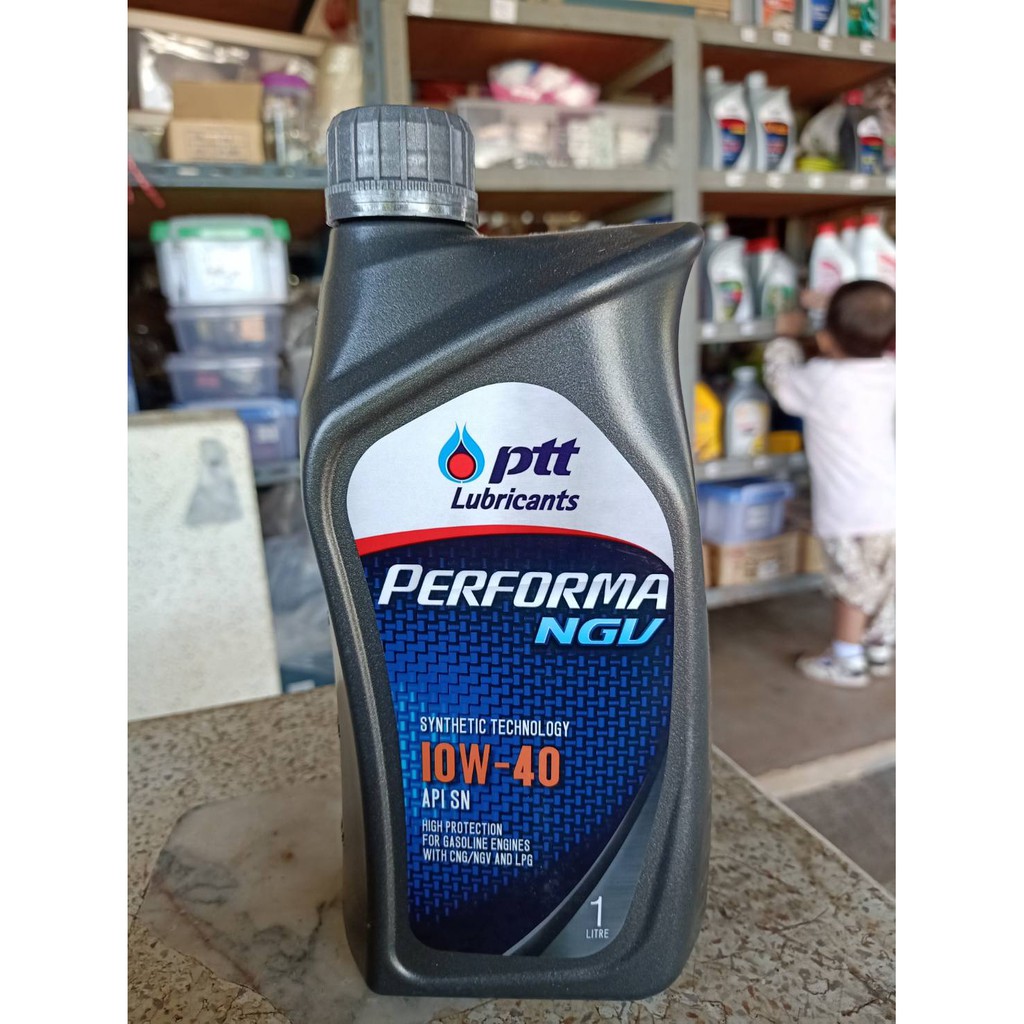 ptt
Lubricants
PERFORMA
NGV
SYNTHETIC TECHNOLOGY
10W-40
API SN
HIGH PROTECTION
FOR GASOLINE ENGINES
WITH CNG/NGV AND LPG
1
LITRE